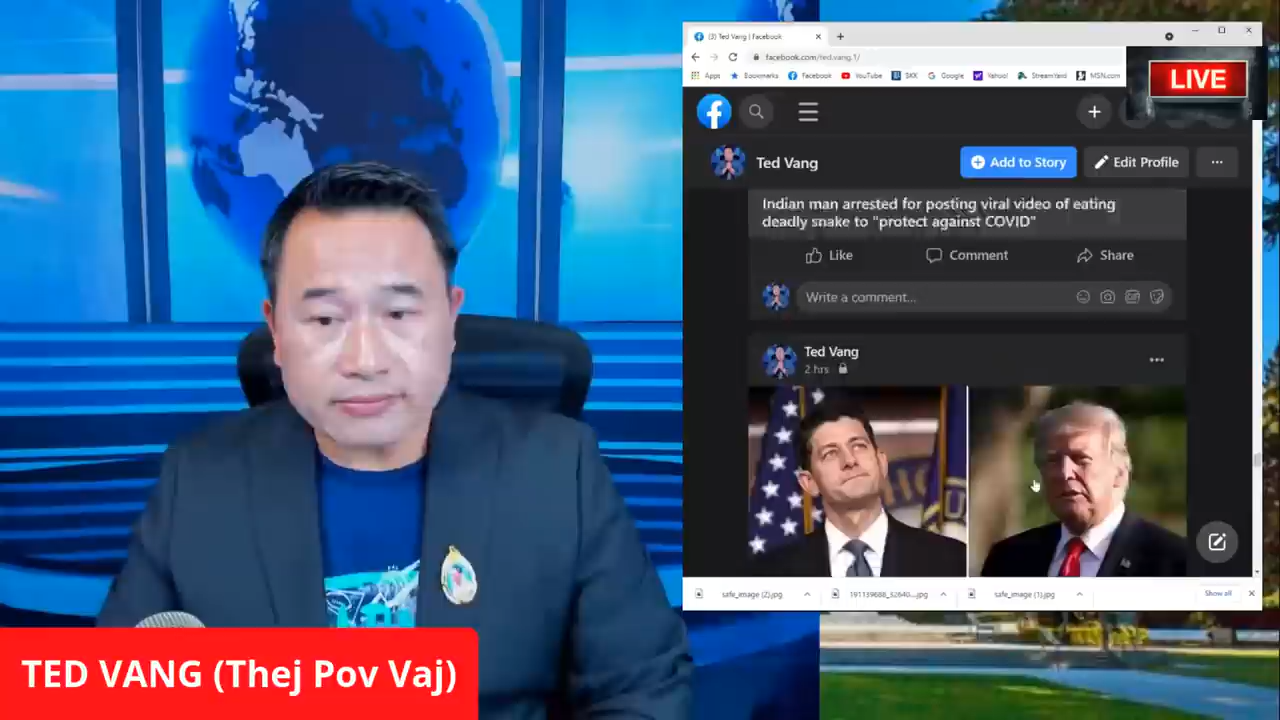 (3) Ted Vang | Facebook
facebook.com/ted.vang.1/
Apps
Bookmarks
Facebook
YouTube
SKK
Google
Yahoo!
StreamYard
MSN.com
LIVE
Ted Vang
Add to Story
Edit Profile
Indian man arrested for posting viral video of eating
deadly snake to "protect against COVID"
Like
Comment
Share
Write a comment...
GIF
Ted Vang
2 hrs
safe_image (2).jpg
191139688_32640....jpg
safe_image (1).jpg
Show all
TED VANG (Thej Pov Vaj)